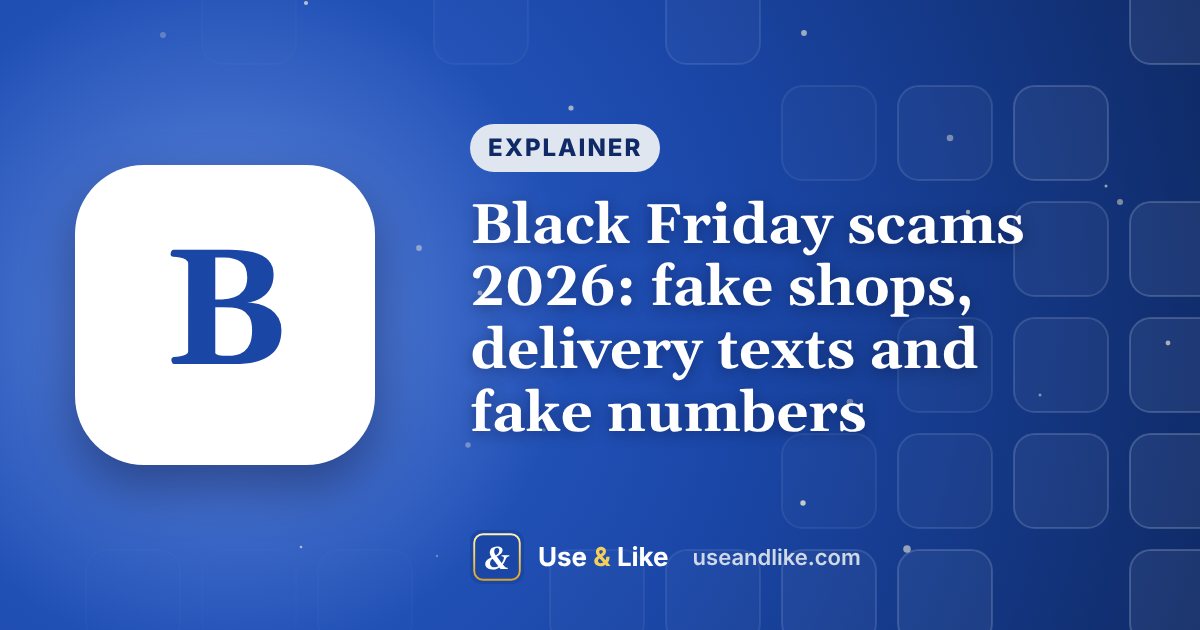 B
EXPLAINER
Black Friday scams
2026: fake shops,
delivery texts and
fake numbers
& Use & Like useandlike.com